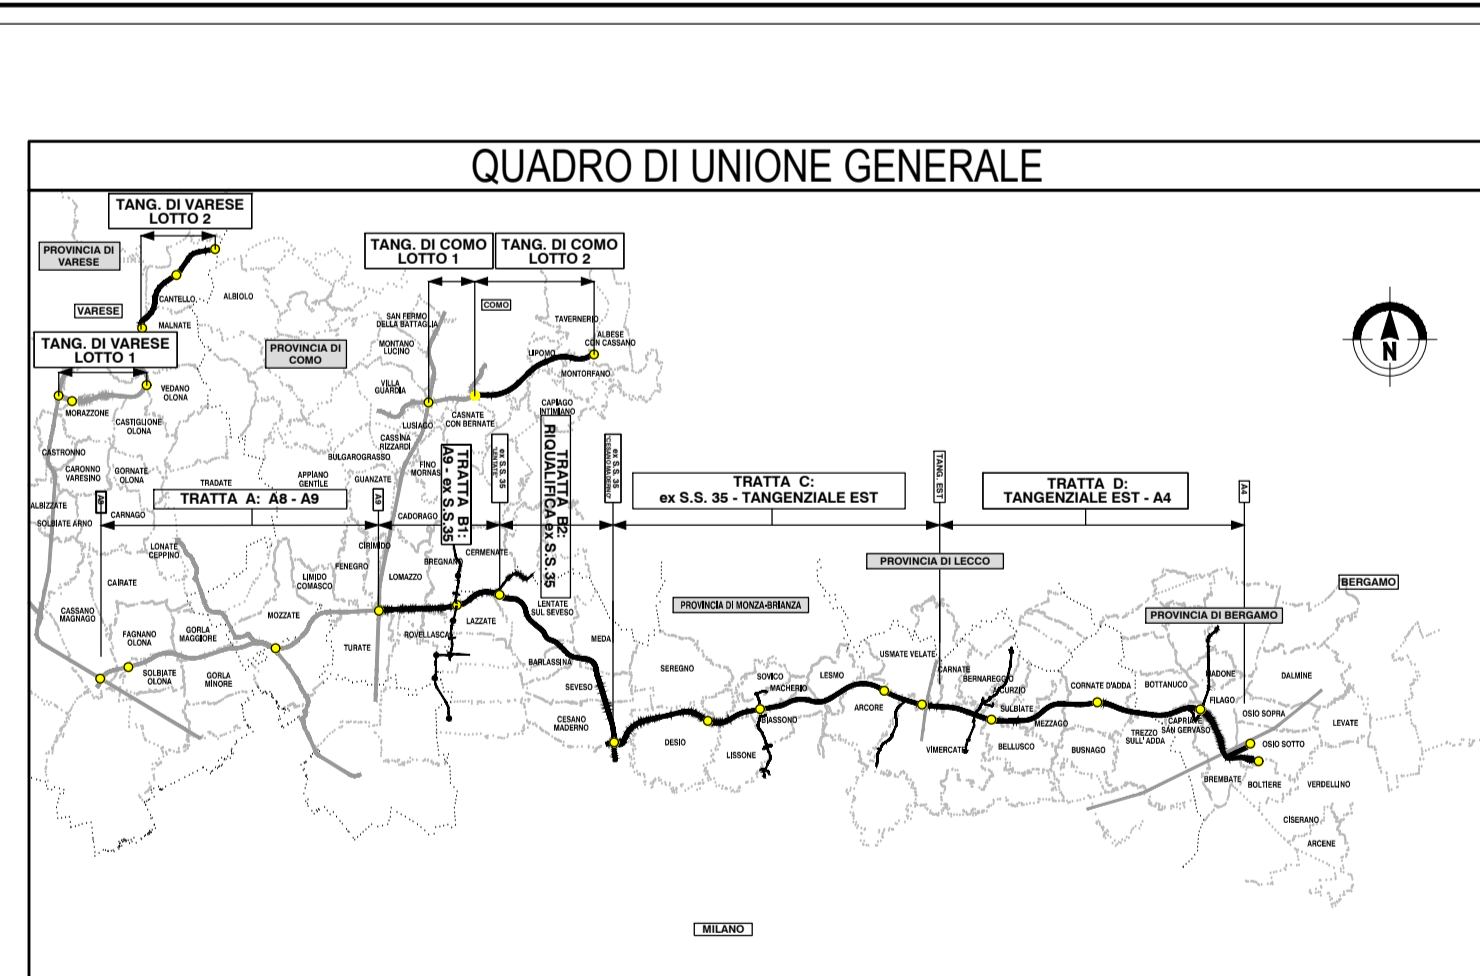 QUADRO DI UNIONE GENERALE
TANG. DI VARESE
LOTTO 2
PROVINCIA DI
VARESE
VARESE
CANTELLO
ALBIOLO
MALNATE
TANG. DI VARESE
LOTTO 1
PROVINCIA DI
COMO
TANG. DI COMO
LOTTO 1
TANG. DI COMO
LOTTO 2
COMO
SAN FERMO
DELLA BATTAGLIA
MONTANO
LUCINO
TAVERNERIO
ALBESE
CON CASSANO
LIPOMO
MONTORFANO
VILLA
GUARDIA
CAPIAGO
INTIMIANO
CASNATE
CON BERNATE
LUSIAGO
CASSINA
RIZZARDI
BULGAROGRASSO
FINO
MORNAS
VEDANO
OLONA
MORAZZONE
CASTIGLIONE
OLONA
CASTRONNO
CARONNO
VARESINO
GORNATE
OLONA
TRADATE
APPIANO
GENTILE
GUANZATE
ALBIZZATE
SOLBIATE ARNO
CARNAGO
A8
TRATTA A: A8 - A9
A9
CADORAGO
TRATTA B1:
A9 - ex S.S.35
ex S.S. 35
"LENTATE"
TRATTA B2:
RIQUALIFICA ex S.S.35
ex S.S. 35
"CESANO MADERNO"
TRATTA C:
ex S.S. 35 - TANGENZIALE EST
TANG. EST
TRATTA D:
TANGENZIALE EST - A4
A4
N
LONATE
CEPPINO
CIRIMIDO
FENEGRO
LIMIDO
COMASCO
LOMAZZO
BREGNANO
CERMENATE
CAIRATE
CASSANO
MAGNAGO
FAGNANO
OLONA
GORLA
MAGGIORE
MOZZATE
SOLBIATE
OLONA
GORLA
MINORE
TURATE
ROVELLASCA
LAZZATE
LENTATE
SUL SEVESO
BARLASSINA
MEDA
SEVESO
CESANO
MADERNO
PROVINCIA DI MONZA-BRIANZA
PROVINCIA DI LECCO
PROVINCIA DI BERGAMO
BERGAMO
SEREGNO
DESIO
SOVICO
MACHERIO
BIASSONO
LISSONE
LESMO
ARCORE
USMATE VELATE
CARNATE
BERNAREGGIO
AICURZIO
SULBIATE
VIMERCATE
BELLUSCO
MEZZAGO
CORNATE D'ADDA
BUSNAGO
BOTTANUCO
TREZZO
SULL' ADDA
CAPRIATE
SAN GERVASO
MADONE
FILAGO
DALMINE
OSIO SOPRA
LEVATE
OSIO SOTTO
BREMBATE
BOLTIERE
VERDELLINO
CISERANO
ARCENE
MILANO